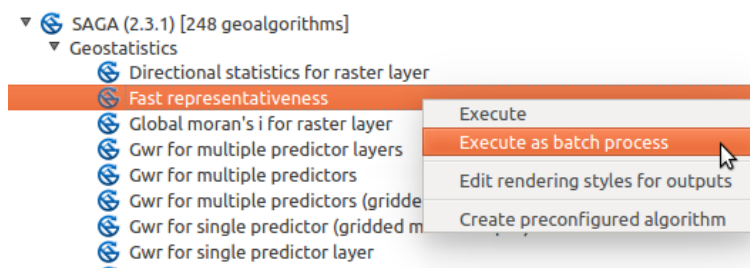 SAGA (2.3.1) [248 geoalgorithms]
Geostatistics
Directional statistics for raster layer
Fast representativeness
Global moran's i for raster layer
Gwr for multiple predictor layers
Gwr for multiple predictors
Gwr for multiple predictors (gridde
Gwr for single predictor (gridded m
Gwr for single predictor layer
Execute
Execute as batch process
Edit rendering styles for outputs
Create preconfigured algorithm